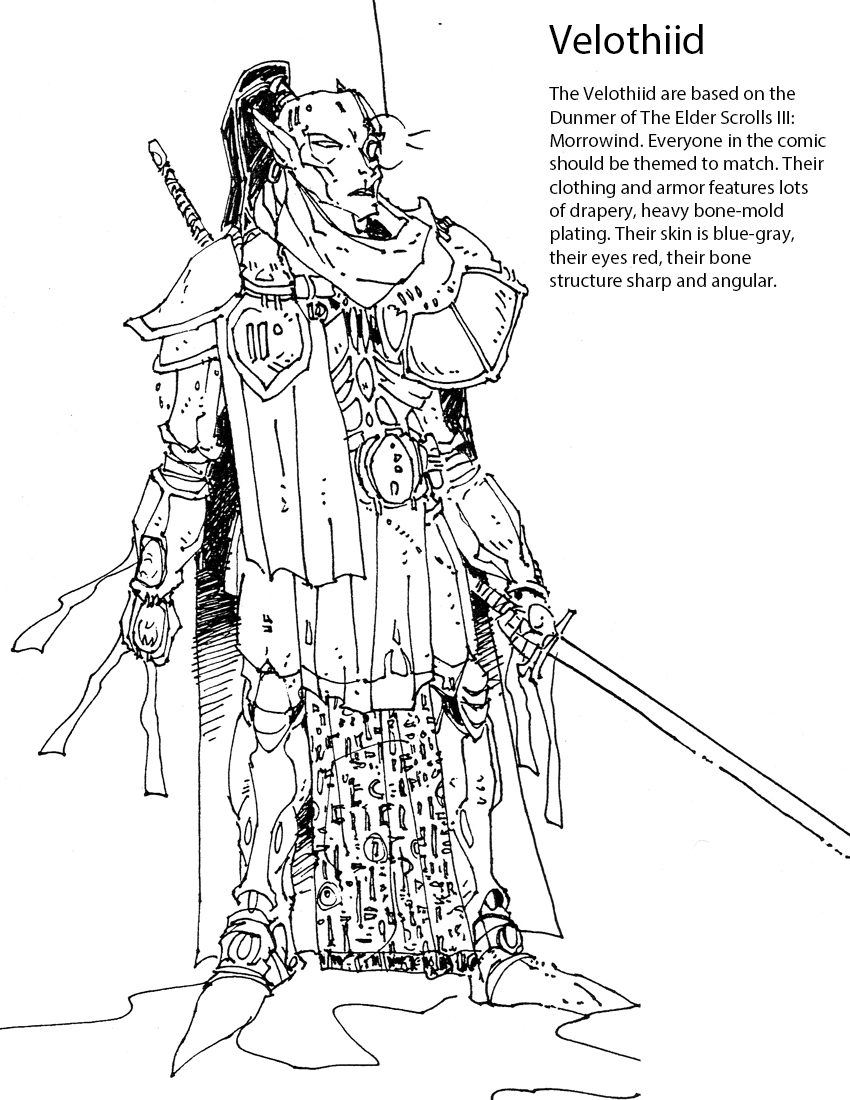 Velothiid
The Velothiid are based on the
Dunmer of The Elder Scrolls III:
Morrowind. Everyone in the comic
should be themed to match. Their
clothing and armor features lots
of drapery, heavy bone-mold
plating. Their skin is blue-gray,
their eyes red, their bone
structure sharp and angular.